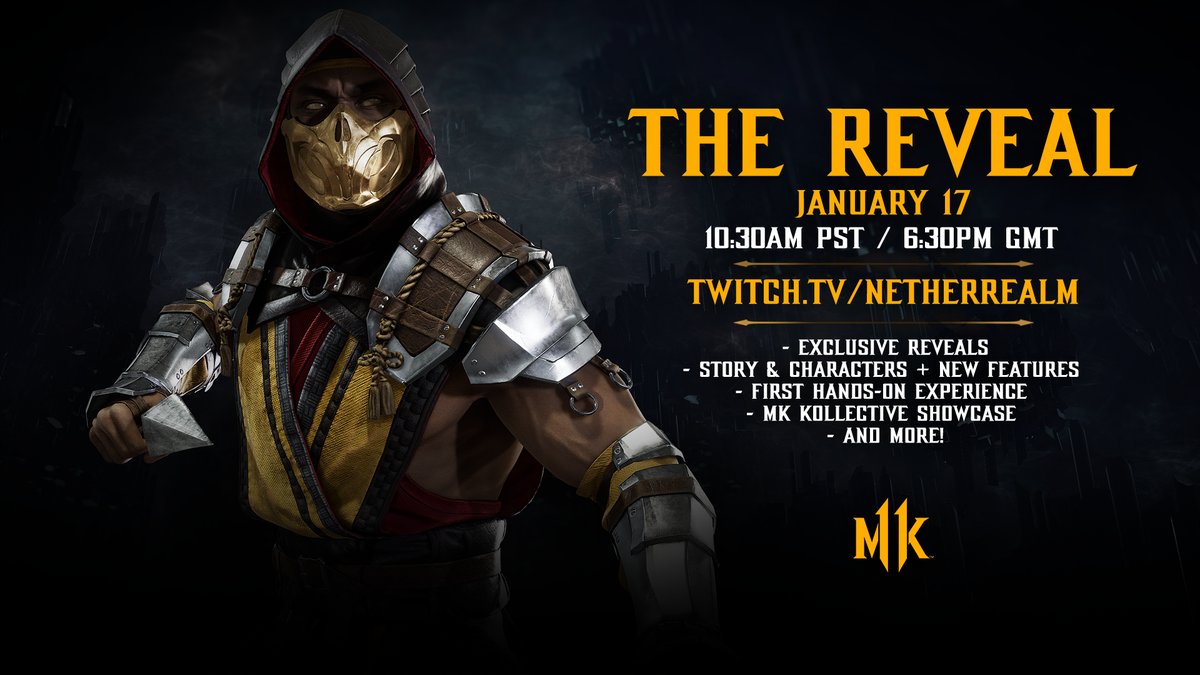 THE REVEAL
JANUARY 17
10:30AM PST / 6:30PM GMT
TWITCH.TV/NETHERREALM
- EXCLUSIVE REVEALS
- STORY & CHARACTERS + NEW FEATURES
- FIRST HANDS-ON EXPERIENCE
- MK KOLLECTIVE SHOWCASE
- AND MORE!
M11K™